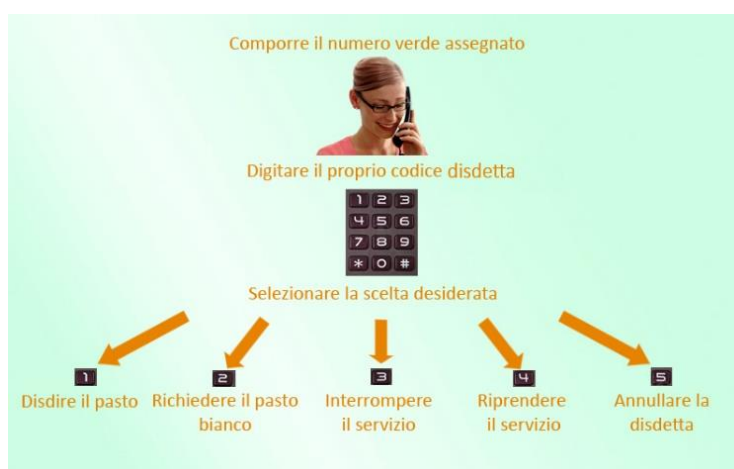 Comporre il numero verde assegnato
Digitare il proprio codice disdetta
1 2 3
4 5 6
7 8 9
* 0 #
Selezionare la scelta desiderata
1
Disdire il pasto
2
Richiedere il pasto
bianco
3
Interrompere
il servizio
4
Riprendere
il servizio
5
Annullare la
disdetta